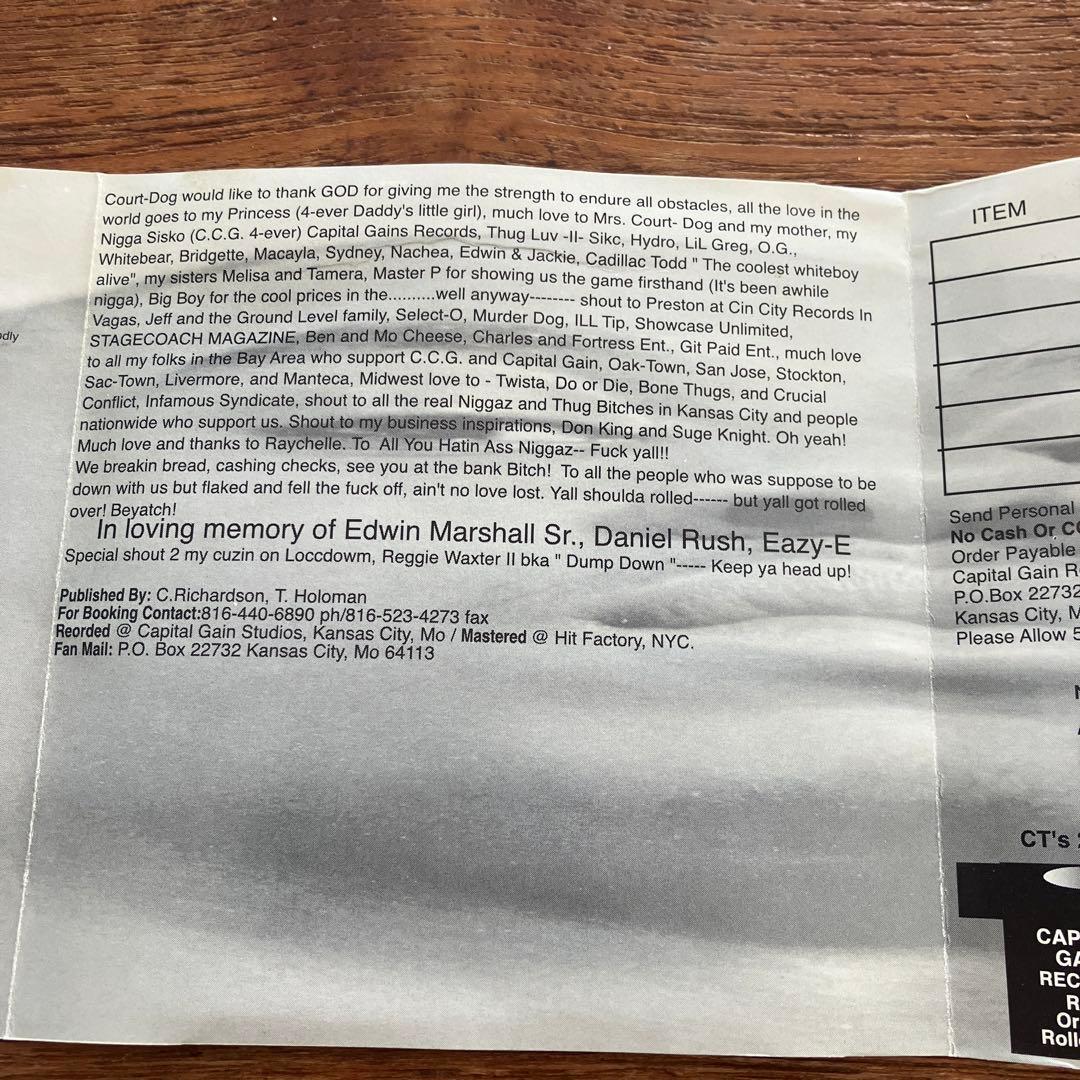 Court-Dog would like to thank GOD for giving me the strength to endure all obstacles, all the love in the
world goes to my Princess (4-ever Daddy's little girl), much love to Mrs. Court- Dog and my mother, my
Nigga Sisko (C.C.G. 4-ever) Capital Gains Records, Thug Luv -II- Sikc, Hydro, LiL Greg, O.G.,
Whitebear, Bridgette, Macayla, Sydney, Nachea, Edwin & Jackie, Cadillac Todd " The coolest whiteboy
alive", my sisters Melisa and Tamera, Master P for showing us the game firsthand (It's been awhile
nigga), Big Boy for the cool prices in the..........well anyway-------- shout to Preston at Cin City Records In
Vagas, Jeff and the Ground Level family, Select-O, Murder Dog, ILL Tip, Showcase Unlimited,
STAGECOACH MAGAZINE, Ben and Mo Cheese, Charles and Fortress Ent., Git Paid Ent., much love
to all my folks in the Bay Area who support C.C.G. and Capital Gain, Oak-Town, San Jose, Stockton,
Sac-Town, Livermore, and Manteca, Midwest love to - Twista, Do or Die, Bone Thugs, and Crucial
Conflict, Infamous Syndicate, shout to all the real Niggaz and Thug Bitches in Kansas City and people
nationwide who support us. Shout to my business inspirations, Don King and Suge Knight. Oh yeah!
Much love and thanks to Raychelle. To All You Hatin Ass Niggaz-- Fuck yall!!
We breakin bread, cashing checks, see you at the bank Bitch! To all the people who was suppose to be
down with us but flaked and fell the fuck off, ain't no love lost. Yall shoulda rolled------ but yall got rolled
over! Beyatch!
In loving memory of Edwin Marshall Sr., Daniel Rush, Eazy-E
Special shout 2 my cuzin on Loccdowm, Reggie Waxter II bka " Dump Down "----- Keep ya head up!
Published By: C.Richardson, T. Holoman
For Booking Contact:816-440-6890 ph/816-523-4273 fax
Reorded @ Capital Gain Studios, Kansas City, Mo / Mastered @ Hit Factory, NYC.
Fan Mail: P.O. Box 22732 Kansas City, Mo 64113
ITEM
Send Personal
No Cash Or
Order Payable
Capital Gain
P.O.Box 22732
Kansas City,
Please Allow
CT's